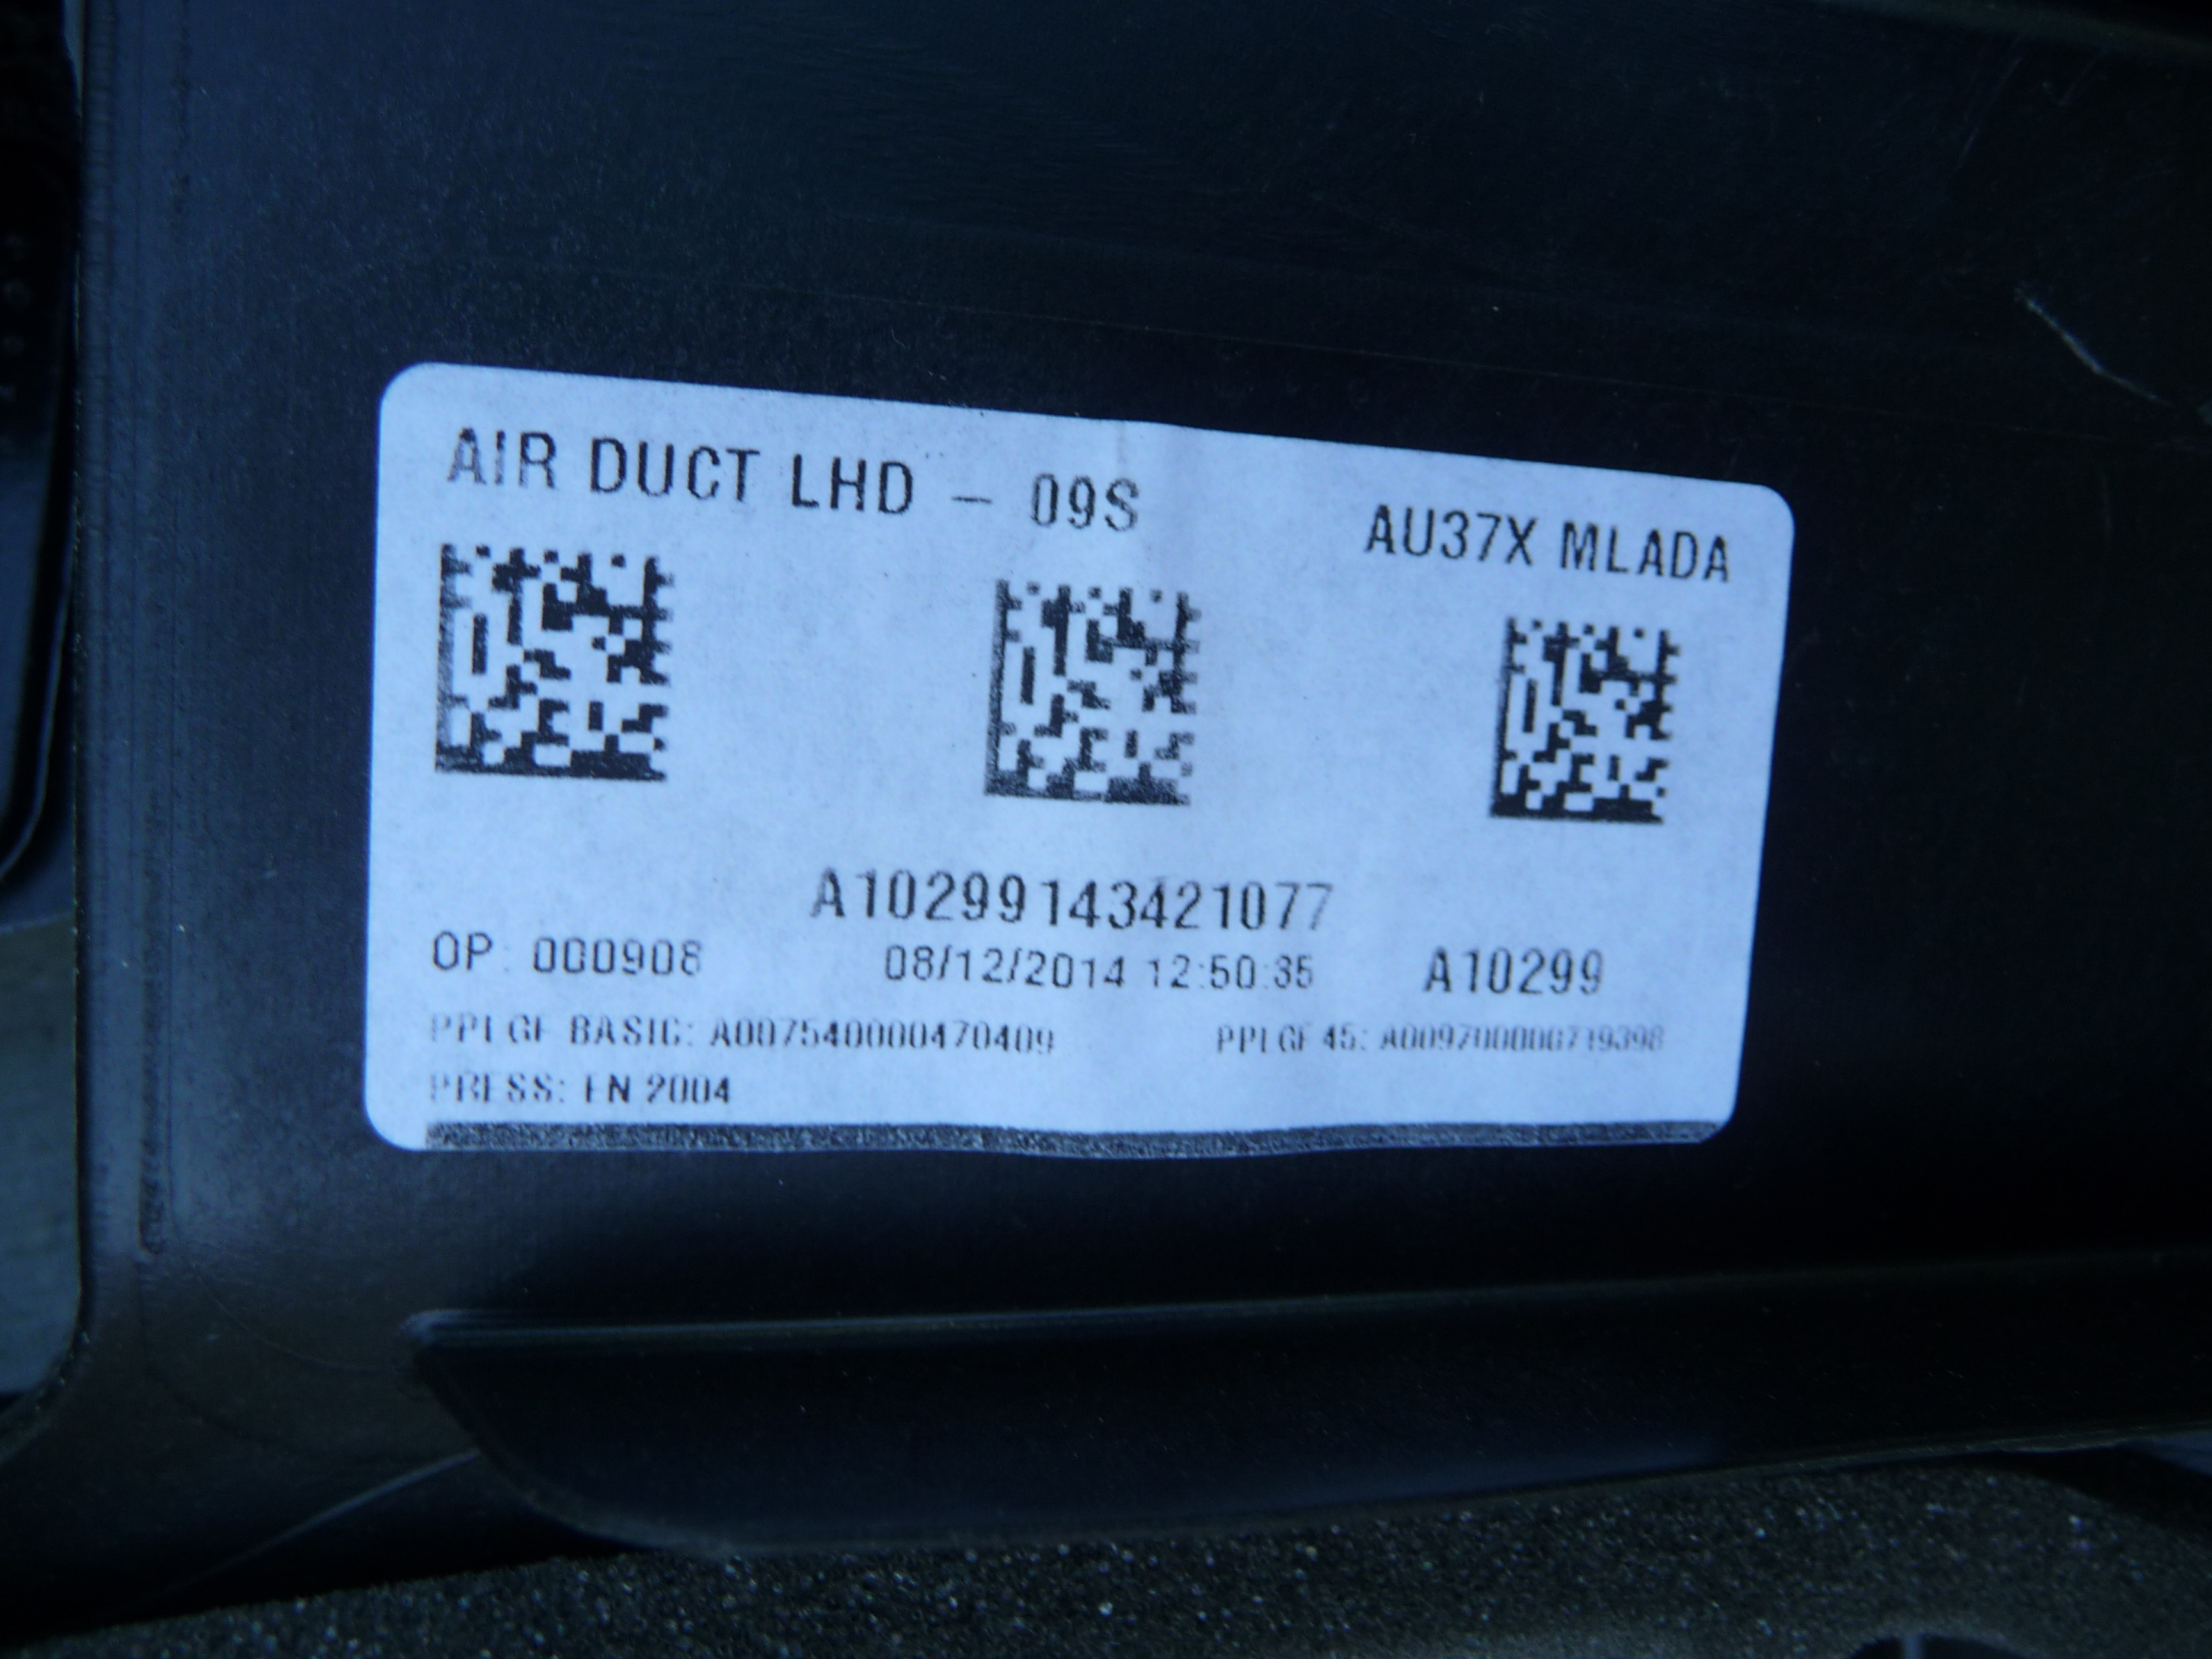 AIR DUCT LHD - 09S
AU37X MLADA
A10299143421077
OP: 000908
08/12/2014 12:50:35
A10299
PPLGF BASIC: A007540000470409
PPLGF 45:
PRESS: EN 2004